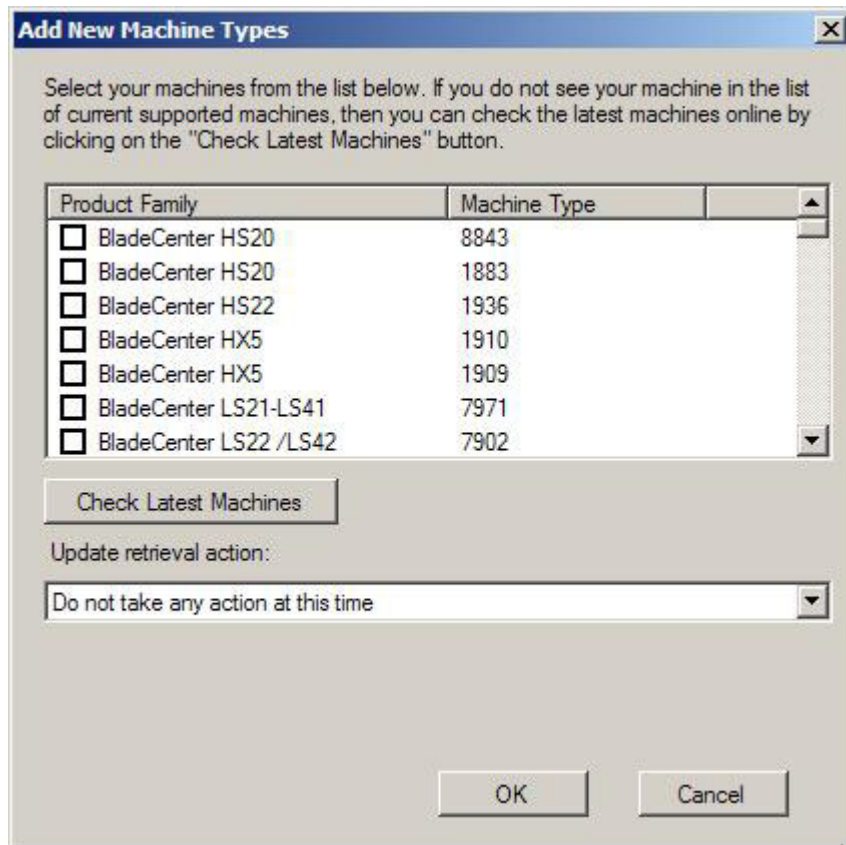 Add New Machine Types
Select your machines from the list below. If you do not see your machine in the list
of current supported machines, then you can check the latest machines online by
clicking on the "Check Latest Machines" button.
Product Family Machine Type
BladeCenter HS20 8843
BladeCenter HS20 1883
BladeCenter HS22 1936
BladeCenter HX5 1910
BladeCenter HX5 1909
BladeCenter LS21-LS41 7971
BladeCenter LS22 /LS42 7902
Check Latest Machines
Update retrieval action:
Do not take any action at this time
OK Cancel